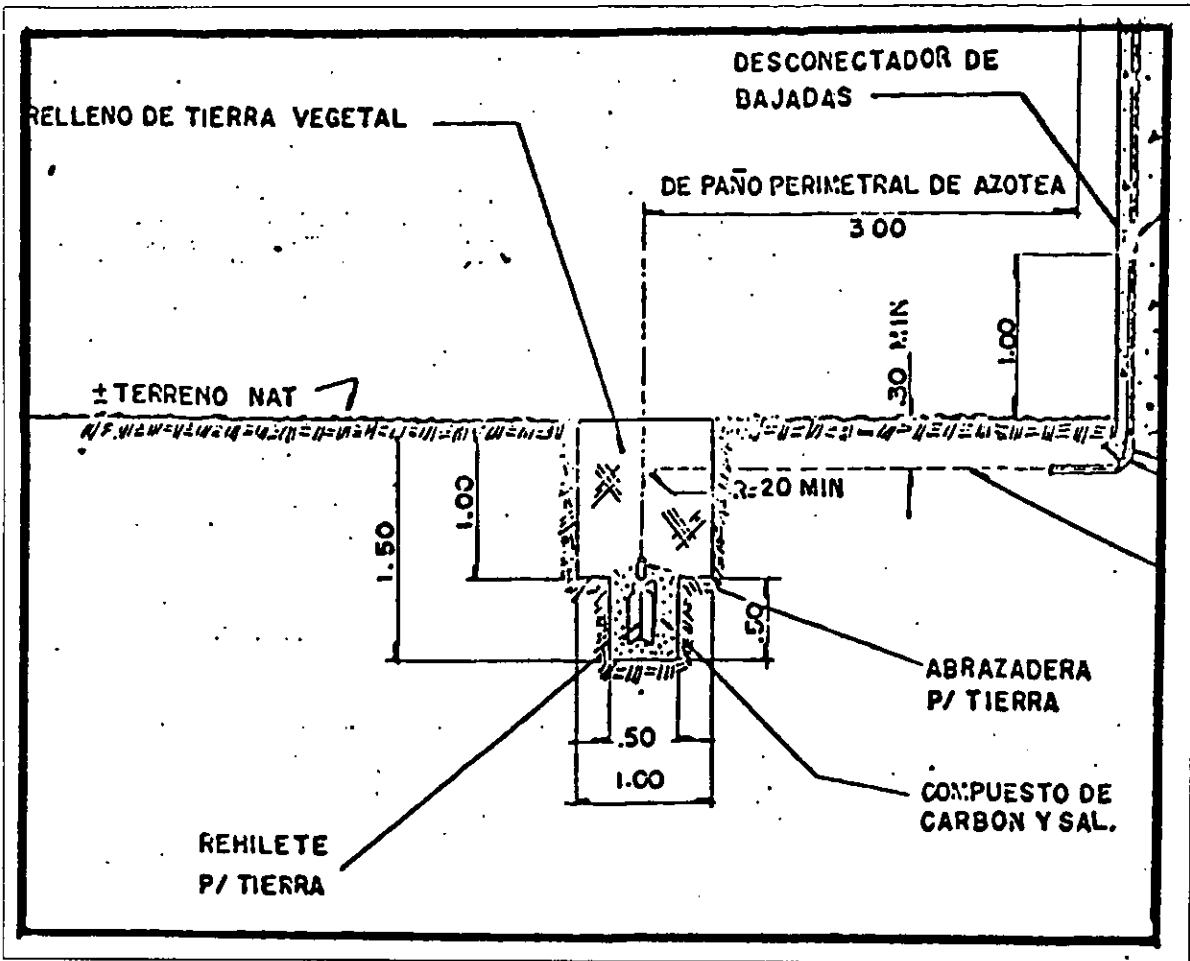 DESCONECTADOR DE
BAJADAS
RELLENO DE TIERRA VEGETAL
DE PAÑO PERIMETRAL DE AZOTEA
3 00
.30 MIN
1.00
± TERRENO NAT
R=20 MIN
1.00
1.50
.50
ABRAZADERA
P/ TIERRA
.50
1.00
COMPUESTO DE
CARBON Y SAL.
REHILETE
P/ TIERRA